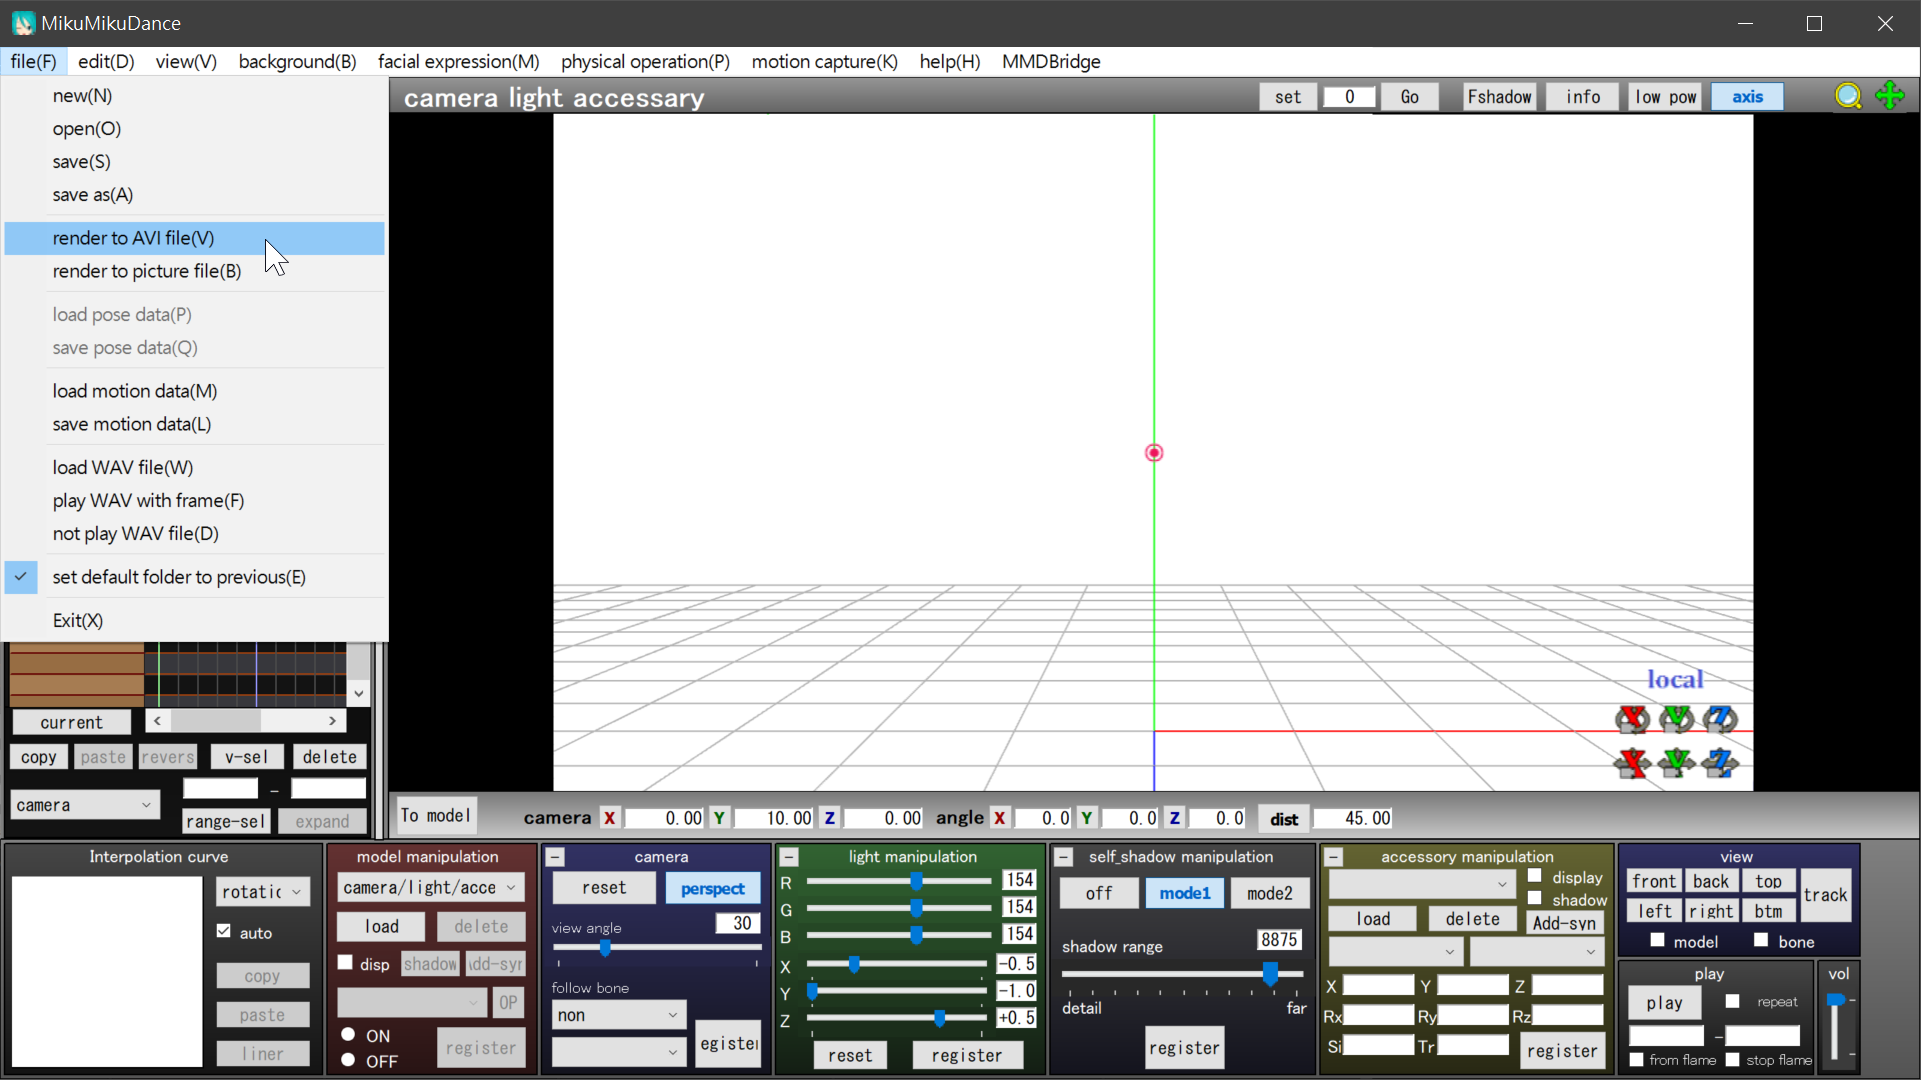 MikuMikuDance
file(F) edit(D) view(V) background(B) facial expression(M) physical operation(P) motion capture(K) help(H) MMDBridge
new(N)
open(O)
save(S)
save as(A)
render to AVI file(V)
render to picture file(B)
load pose data(P)
save pose data(Q)
load motion data(M)
save motion data(L)
load WAV file(W)
play WAV with frame(F)
not play WAV file(D)
set default folder to previous(E)
Exit(X)
camera light accessary
set 0 Go Fshadow info low pow axis
local
X Y Z
X Y Z
current
copy paste revers v-sel delete
-
camera
range-sel expand
To model camera X 0.00 Y 10.00 Z 0.00 angle X 0.0 Y 0.0 Z 0.0 dist 45.00
Interpolation curve
rotatic
auto
copy
paste
liner
model manipulation
camera/light/acce
load delete
disp shadow Add-syn
OP
ON
OFF
register
camera
reset perspect
view angle 30
follow bone
non
egister
light manipulation
R 154
G 154
B 154
X -0.5
Y -1.0
Z +0.5
reset register
self_shadow manipulation
off mode1 mode2
shadow range 8875
detail far
register
accessory manipulation
display
shadow
load delete Add-syn
X Y Z
Rx Ry Rz
Si Tr register
view
front back top
track
left right btm
model bone
play
play repeat
-
from flame stop flame
vol